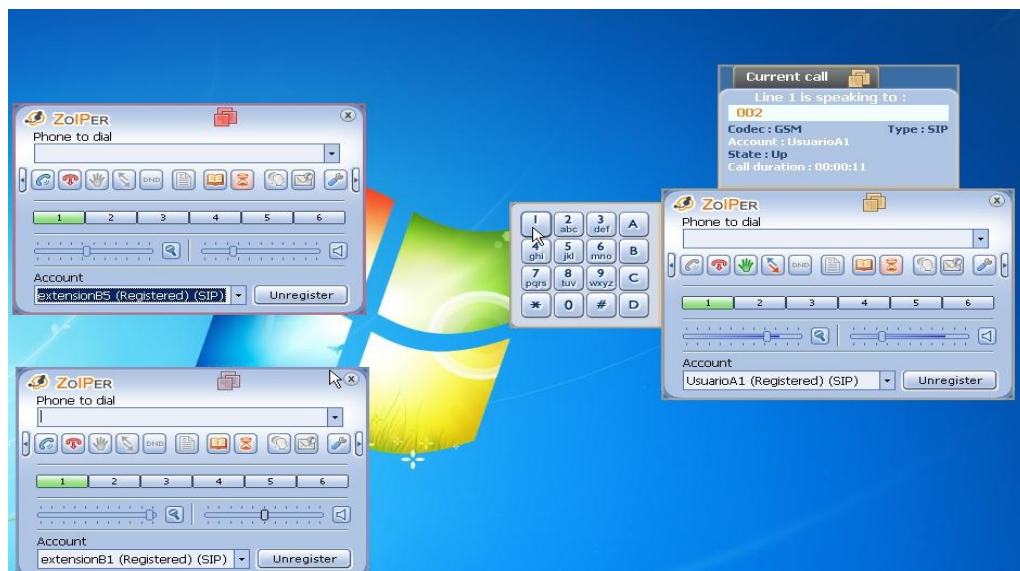 Current call
Line 1 is speaking to :
002
Codec : GSM Type : SIP
Account : UsuarioA1
State : Up
Call duration : 00:00:11
ZOIPER
Phone to dial
DND
1 2 3 4 5 6
Account
extensionB5 (Registered) (SIP) Unregister
1 2 abc 3 def A
4 ghi 5 jkl 6 mno B
7 pqrs 8 tuv 9 wxyz C
* 0 # D
ZOIPER
Phone to dial
DND
1 2 3 4 5 6
Account
UsuarioA1 (Registered) (SIP) Unregister
ZOIPER
Phone to dial
DND
1 2 3 4 5 6
Account
extensionB1 (Registered) (SIP) Unregister